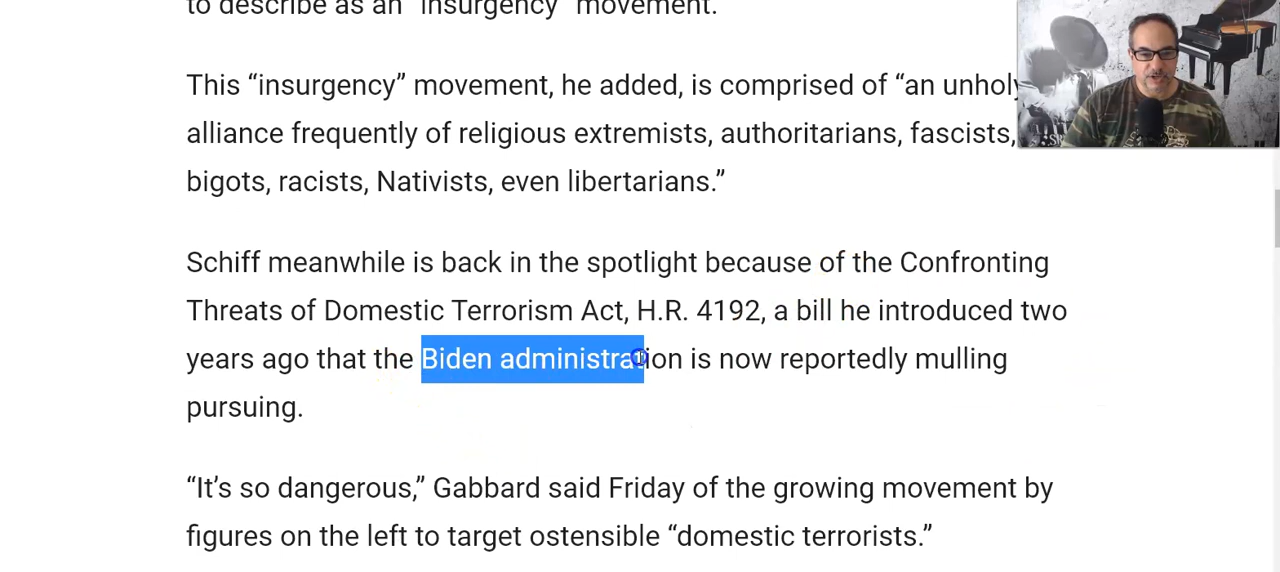 to describe as an “insurgency” movement.
This “insurgency” movement, he added, is comprised of “an unholy
alliance frequently of religious extremists, authoritarians, fascists,
bigots, racists, Nativists, even libertarians.”
Schiff meanwhile is back in the spotlight because of the Confronting
Threats of Domestic Terrorism Act, H.R. 4192, a bill he introduced two
years ago that the Biden administration is now reportedly mulling
pursuing.
“It’s so dangerous,” Gabbard said Friday of the growing movement by
figures on the left to target ostensible “domestic terrorists.”